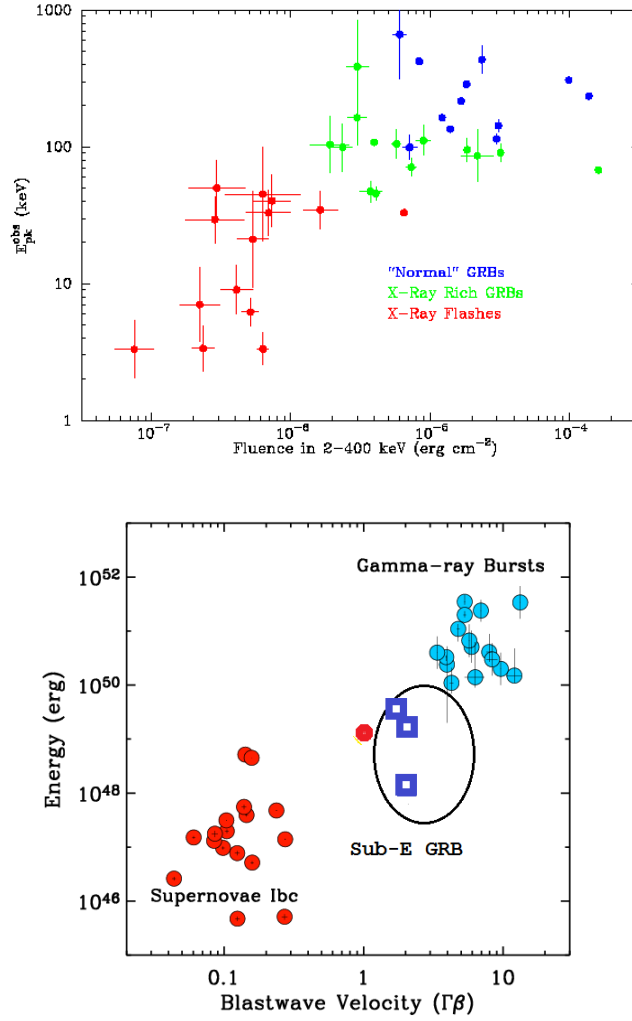 1000
100
10
1
E_pk^obs (keV)
"Normal" GRBs
X-Ray Rich GRBs
X-Ray Flashes
10^−7
10^−6
10^−5
10^−4
Fluence in 2-400 keV (erg cm^−2)
Gamma-ray Bursts
10^52
10^50
10^48
10^46
Energy (erg)
Sub-E GRB
Supernovae Ibc
0.1
1
10
Blastwave Velocity (Γβ)